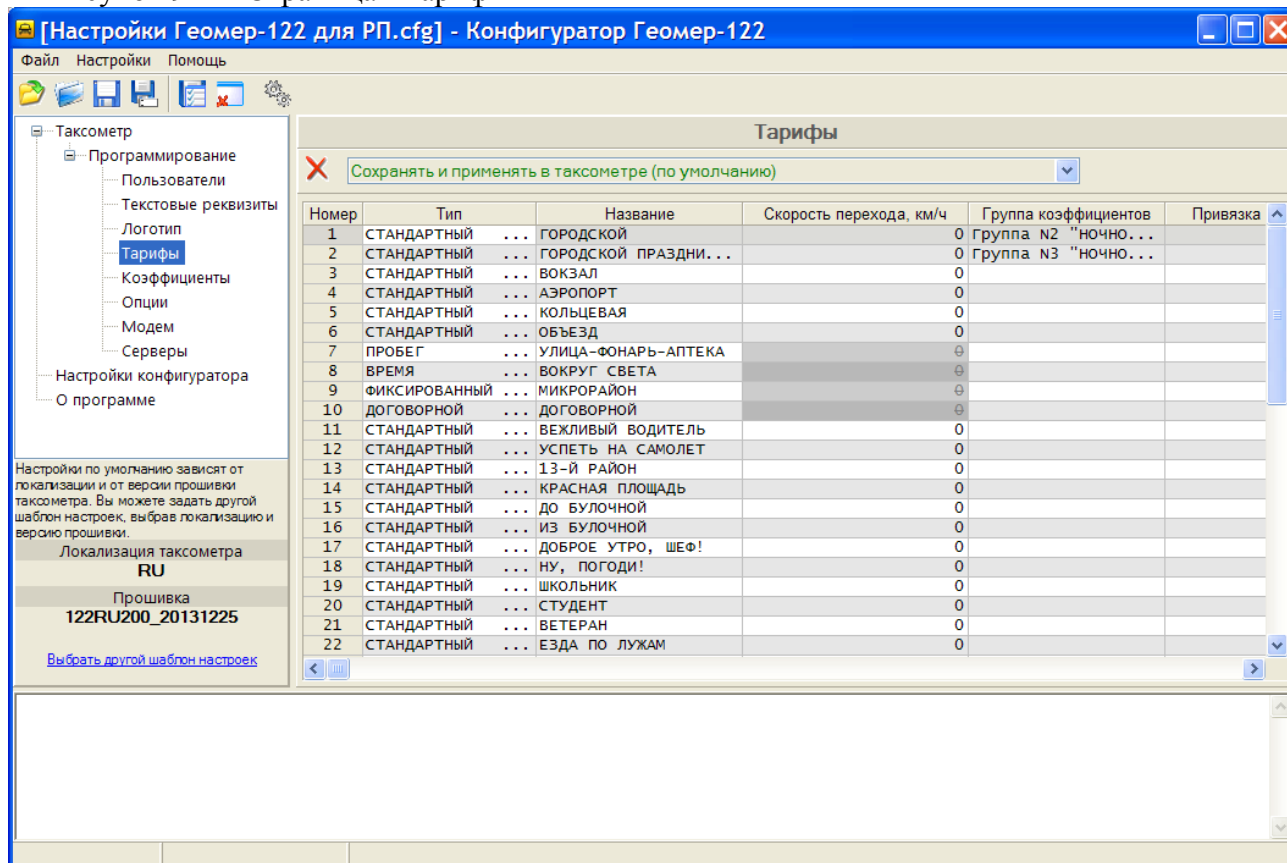 [Настройки Геомер-122 для РП.cfg] - Конфигуратор Геомер-122
Файл Настройки Помощь
Таксометр
Программирование
Пользователи
Текстовые реквизиты
Логотип
Тарифы
Коэффициенты
Опции
Модем
Серверы
Настройки конфигуратора
О программе
Настройки по умолчанию зависят от
локализации и от версии прошивки
таксометра. Вы можете задать другой
шаблон настроек, выбрав локализацию и
версию прошивки.
Локализация таксометра
RU
Прошивка
122RU200_20131225
Выбрать другой шаблон настроек
Тарифы
Сохранять и применять в таксометре (по умолчанию)
Номер Тип Название Скорость перехода, км/ч Группа коэффициентов Привязка
1 СТАНДАРТНЫЙ ... ГОРОДСКОЙ 0 Группа N2 "НОЧНО...
2 СТАНДАРТНЫЙ ... ГОРОДСКОЙ ПРАЗДНИ... 0 Группа N3 "НОЧНО...
3 СТАНДАРТНЫЙ ... ВОКЗАЛ 0
4 СТАНДАРТНЫЙ ... АЭРОПОРТ 0
5 СТАНДАРТНЫЙ ... КОЛЬЦЕВАЯ 0
6 СТАНДАРТНЫЙ ... ОБЪЕЗД 0
7 ПРОБЕГ ... УЛИЦА-ФОНАРЬ-АПТЕКА 0
8 ВРЕМЯ ... ВОКРУГ СВЕТА 0
9 ФИКСИРОВАННЫЙ ... МИКРОРАЙОН 0
10 ДОГОВОРНОЙ ... ДОГОВОРНОЙ 0
11 СТАНДАРТНЫЙ ... ВЕЖЛИВЫЙ ВОДИТЕЛЬ 0
12 СТАНДАРТНЫЙ ... УСПЕТЬ НА САМОЛЕТ 0
13 СТАНДАРТНЫЙ ... 13-Й РАЙОН 0
14 СТАНДАРТНЫЙ ... КРАСНАЯ ПЛОЩАДЬ 0
15 СТАНДАРТНЫЙ ... ДО БУЛОЧНОЙ 0
16 СТАНДАРТНЫЙ ... ИЗ БУЛОЧНОЙ 0
17 СТАНДАРТНЫЙ ... ДОБРОЕ УТРО, ШЕФ! 0
18 СТАНДАРТНЫЙ ... НУ, ПОГОДИ! 0
19 СТАНДАРТНЫЙ ... ШКОЛЬНИК 0
20 СТАНДАРТНЫЙ ... СТУДЕНТ 0
21 СТАНДАРТНЫЙ ... ВЕТЕРАН 0
22 СТАНДАРТНЫЙ ... ЕЗДА ПО ЛУЖАМ 0